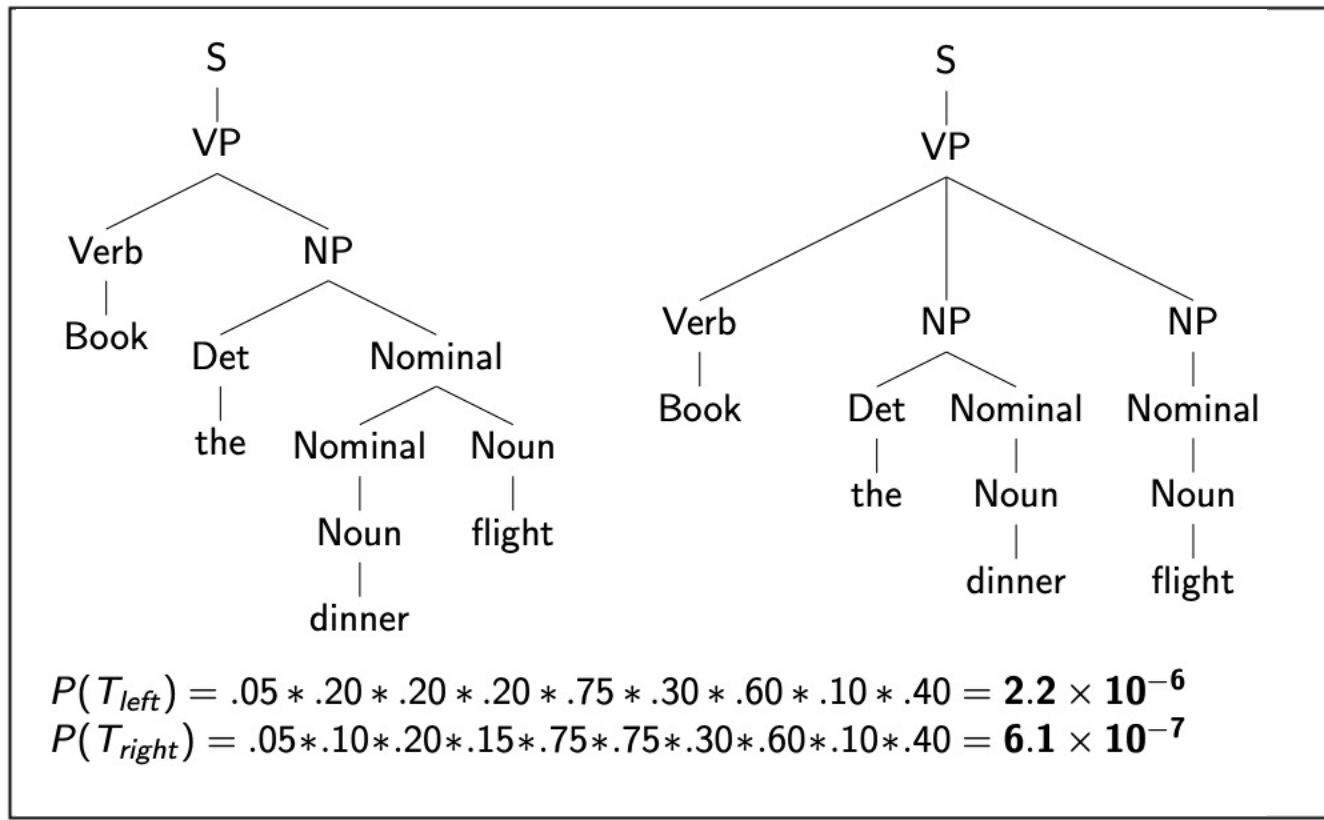 S S
VP VP
Verb NP
Book Det Nominal
Verb NP NP
the Nominal Noun
Book Det Nominal Nominal
Noun flight
the Noun Noun
dinner
dinner flight
P(T_left) = .05 ∗ .20 ∗ .20 ∗ .20 ∗ .75 ∗ .30 ∗ .60 ∗ .10 ∗ .40 = 2.2 × 10⁻⁶
P(T_right) = .05∗.10∗.20∗.15∗.75∗.75∗.30∗.60∗.10∗.40 = 6.1 × 10⁻⁷